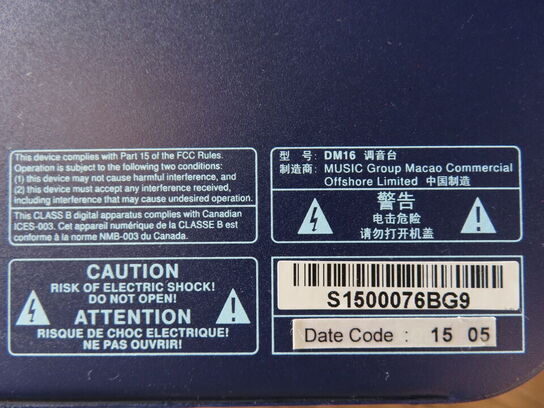 This device complies with Part 15 of the FCC Rules.
Operation is subject to the following two conditions:
(1) this device may not cause harmful interference, and
(2) this device must accept any interference received,
including interference that may cause undesired operation.
This CLASS B digital apparatus complies with Canadian
ICES-003. Cet appareil numérique de la CLASSE B est
conforme à la norme NMB-003 du Canada.
CAUTION
RISK OF ELECTRIC SHOCK!
DO NOT OPEN!
ATTENTION
RISQUE DE CHOC ELECTRIQUE!
NE PAS OUVRIR!
型 号: DM16 调音台
制造商: MUSIC Group Macao Commercial
Offshore Limited 中国制造
警告
电击危险
请勿打开机盖
S1500076BG9
Date Code : 15 05